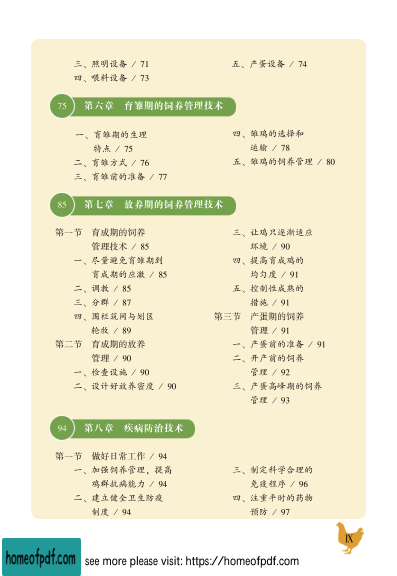 三、照明设备 / 71
四、喂料设备 / 73
五、产蛋设备 / 74
75 第六章 育雏期的饲养管理技术
一、育雏期的生理
特点 / 75
二、育雏方式 / 76
三、育雏前的准备 / 77
四、雏鸡的选择和
运输 / 78
五、雏鸡的饲养管理 / 80
85 第七章 放养期的饲养管理技术
第一节 育成期的饲养
管理技术 / 85
一、尽量避免育雏期到
育成期的应激 / 85
二、调教 / 85
三、分群 / 87
四、围栏筑网与划区
轮牧 / 89
第二节 育成期的放养
管理 / 90
一、检查设施 / 90
二、设计好放养密度 / 90
三、让鸡只逐渐适应
环境 / 90
四、提高育成鸡的
均匀度 / 91
五、控制性成熟的
措施 / 91
第三节 产蛋期的饲养
管理 / 91
一、产蛋前的准备 / 91
二、开产前的饲养
管理 / 92
三、产蛋高峰期的饲养
管理 / 93
94 第八章 疾病防治技术
第一节 做好日常工作 / 94
一、加强饲养管理，提高
鸡群抗病能力 / 94
二、建立健全卫生防疫
制度 / 94
三、制定科学合理的
免疫程序 / 96
四、注重平时的药物
预防 / 97
IX
homeofpdf.com
see more please visit: https://homeofpdf.com